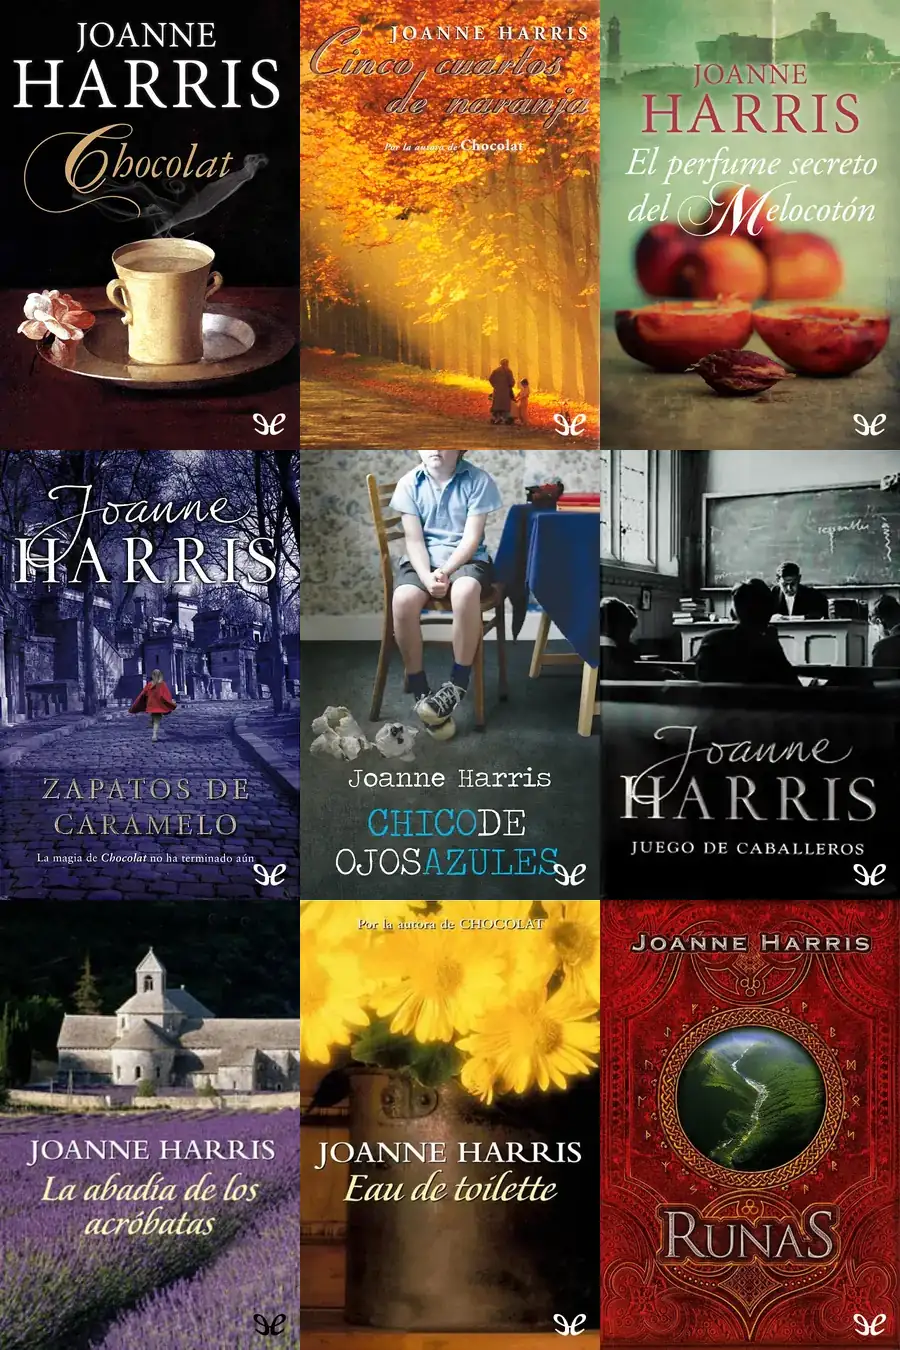 JOANNE
HARRIS
Chocolat
JOANNE HARRIS
Cinco cuartos
de naranja
Por la autora de Chocolat
JOANNE
HARRIS
El perfume secreto
del Melocotón
Joanne
HARRIS
ZAPATOS DE
CARAMELO
La magia de Chocolat no ha terminado aún
Joanne Harris
CHICODE
OJOSAZULES
Joanne
HARRIS
JUEGO DE CABALLEROS
JOANNE HARRIS
La abadía de los
acróbatas
Por la autora de CHOCOLAT
JOANNE HARRIS
Eau de toilette
JOANNE HARRIS
RUNAS